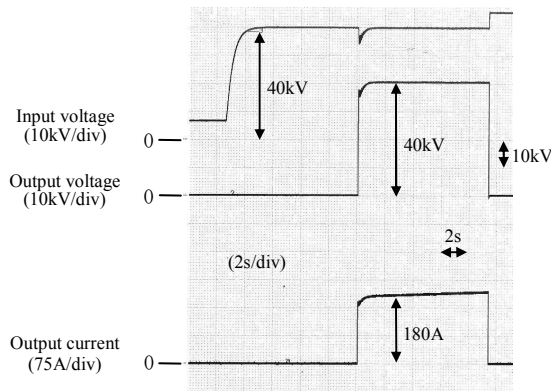 40kV
Input voltage
(10kV/div)
0
40kV
10kV
Output voltage
(10kV/div)
0
2s
(2s/div)
180A
Output current
(75A/div)
0